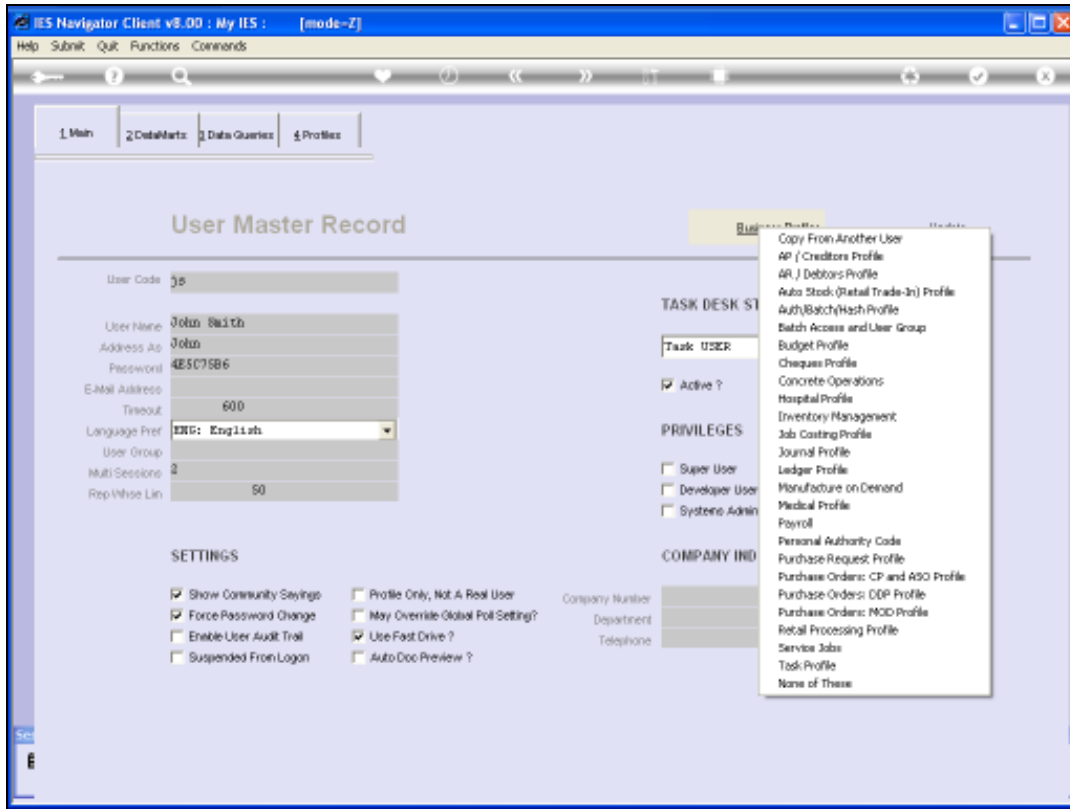 IES Navigator Client v8.00 : My IES : [mode=Z]
Help Submit Quit Functions Commands
1 Main 2 DataMarts 3 Data Queries 4 Profiles
User Master Record
Copy From Another User
AP / Creditors Profile
AR / Debtors Profile
Auto Stock (Retail Trade-In) Profile
Auth/Batch/Hash Profile
Batch Access and User Group
Budget Profile
Cheques Profile
Concrete Operations
Hospital Profile
Inventory Management
Job Costing Profile
Journal Profile
Ledger Profile
Manufacture on Demand
Medical Profile
Payroll
Personal Authority Code
Purchase Request Profile
Purchase Orders: CP and ASO Profile
Purchase Orders: DDP Profile
Purchase Orders: MOD Profile
Retail Processing Profile
Service Jobs
Task Profile
None of These
User Code js
User Name John Smith
Address As John
Password 4E5C75B6
E-Mail Address
Timeout 600
Language Pref ENG: English
User Group
Multi Sessions 2
Rep Whse Lim 50
TASK DESK ST
Task USER
Active ?
PRIVILEGES
Super User
Developer User
Systems Admin
SETTINGS
Show Community Sayings
Force Password Change
Enable User Audit Trail
Suspended From Logon
Profile Only, Not A Real User
May Override Global Poll Setting?
Use Fast Drive ?
Auto Doc Preview ?
COMPANY IND
Company Number
Department
Telephone